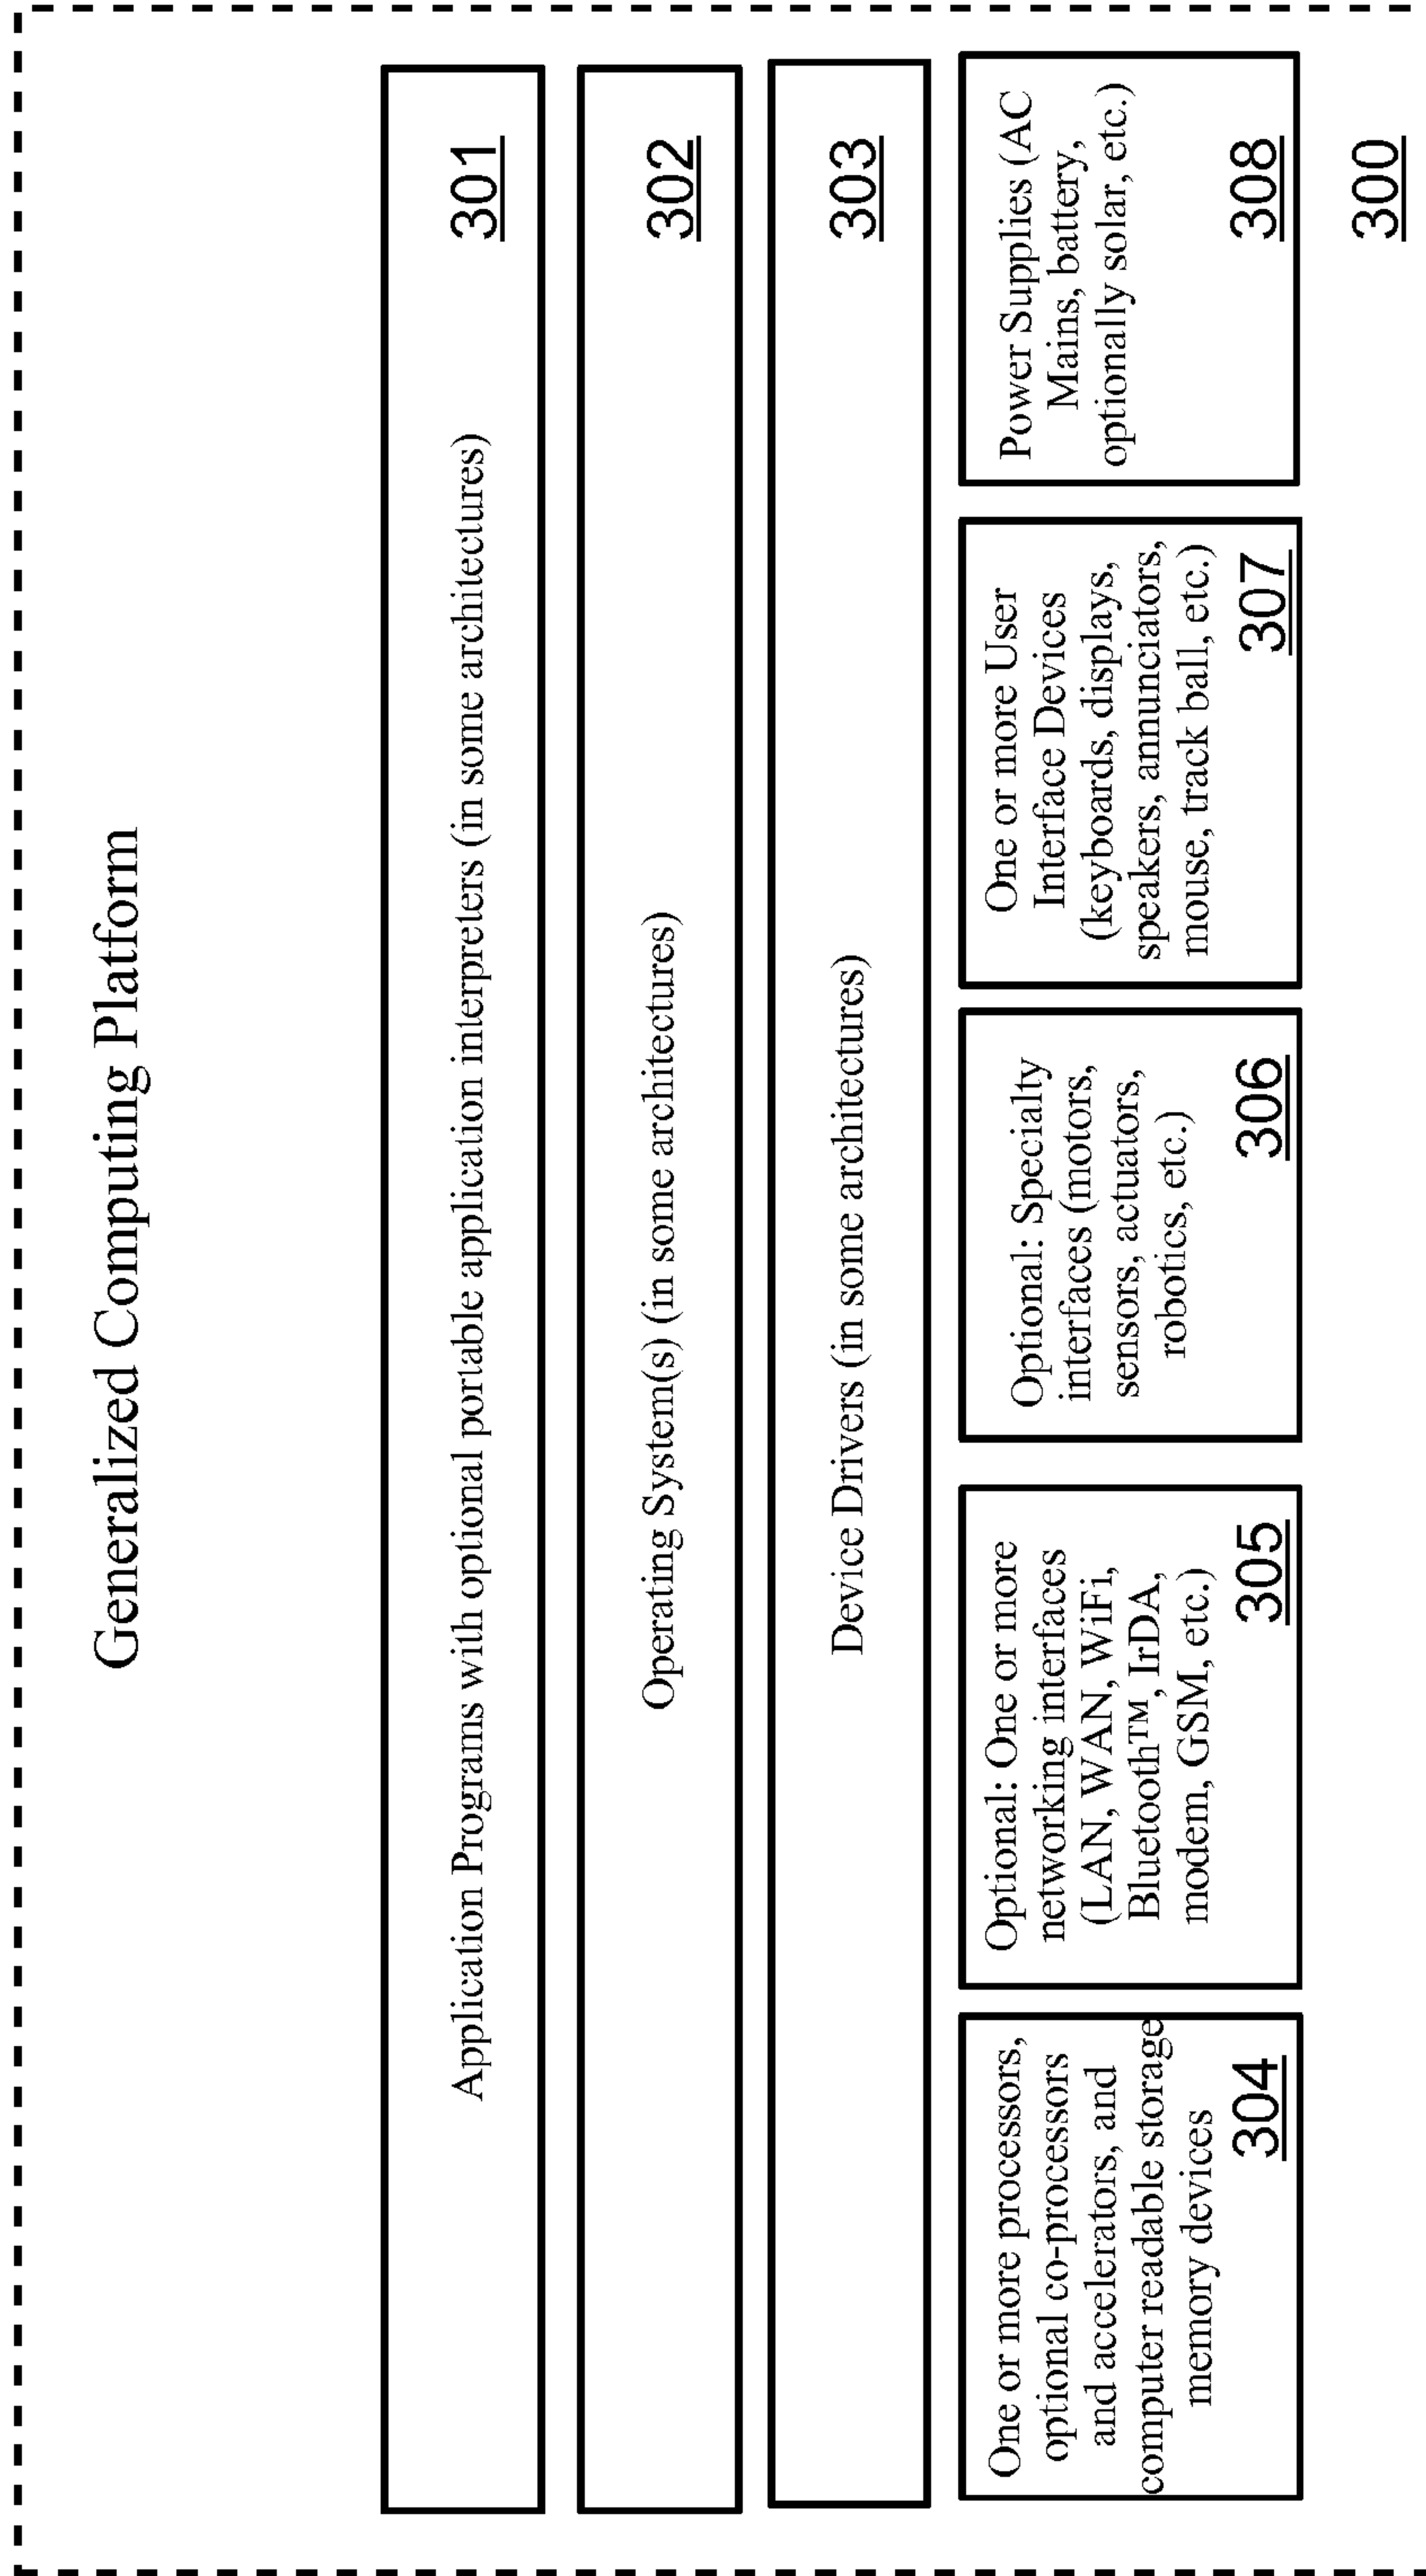 Generalized Computing Platform
Application Programs with optional portable application interpreters (in some architectures)
301
Operating System(s) (in some architectures)
302
Device Drivers (in some architectures)
303
One or more processors,
optional co-processors
and accelerators, and
computer readable storage
memory devices
304
Optional: One or more
networking interfaces
(LAN, WAN, WiFi,
Bluetooth™, IrDA,
modem, GSM, etc.)
305
Optional: Specialty
interfaces (motors,
sensors, actuators,
robotics, etc.)
306
One or more User
Interface Devices
(keyboards, displays,
speakers, annunciators,
mouse, track ball, etc.)
307
Power Supplies (AC
Mains, battery,
optionally solar, etc.)
308
300